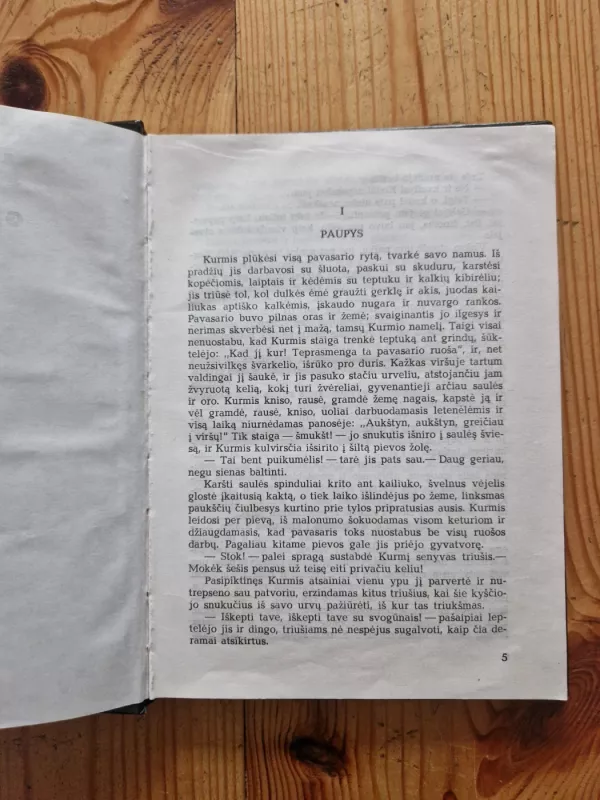 I
PAUPYS
Kurmis plūkėsi visą pavasario rytą, tvarkė savo namus. Iš
pradžių jis darbavosi su šluota, paskui su skuduru, karstėsi
kopėčiomis, laiptais ir kėdėmis su teptuku ir kalkių kibirėliu;
jis triūsė tol, kol dulkės ėmė graužti gerklę ir akis, juodas kai-
liukas aptiško kalkėmis, įskaudo nugara ir nuvargo rankos.
Pavasario buvo pilnas oras ir žemė; svaiginantis jo ilgesys ir
nerimas skverbėsi net į mažą, tamsų Kurmio namelį. Taigi visai
nenuostabu, kad Kurmis staiga trenkė teptuką ant grindų, šūk-
telėjo: „Kad jį kur! Teprasmenga ta pavasario ruoša", ir, net
neužsivilkęs švarkelio, išrūko pro duris. Kažkas viršuje tartum
valdingai jį šaukė, ir jis pasuko stačiu urveliu, atstojančiu jam
žvyruotą kelią, kokį turi žvėreliai, gyvenantieji arčiau saulės
ir oro. Kurmis kniso, rausė, gramdė žemę nagais, kapstė ją ir
vėl gramdė, rausė, kniso, uoliai darbuodamasis letenėlėmis ir
visą laiką niurnėdamas panosėje: „Aukštyn, aukštyn, greičiau
į viršų!" Tik staiga — šmukšt! — jo snukutis išniro į saulės švie-
są, ir Kurmis kulvirsčia išsirito į šiltą pievos žolę.
— Tai bent puikumėlis! — tarė jis pats sau.— Daug geriau,
negu sienas baltinti.
Karšti saulės spinduliai krito ant kailiuko, švelnus vėjelis
glostė įkaitusią kaktą, o tiek laiko išlindėjus po žeme, linksmas
paukščių čiulbesys kurtino prie tylos pripratusias ausis. Kurmis
leidosi per pievą, iš malonumo šokuodamas visom keturiom ir
džiaugdamasis, kad pavasaris toks nuostabus be visų ruošos
darbų. Pagaliau kitame pievos gale jis priėjo gyvatvorę.
— Stok! — palei spragą sustabdė Kurmį senyvas triušis.—
Mokėk šešis pensus už teisę eiti privačiu keliu!
Pasipiktinęs Kurmis atsainiai vienu ypu jį parvertė ir nu-
trepseno sau patvoriu, erzindamas kitus triušius, kai šie kyščio-
jo snukučius iš savo urvų pažiūrėti, iš kur tas triukšmas.
— Iškepti tave, iškepti tave su svogūnais! — pašaipiai lep-
telėjo jis ir dingo, triušiams nė nespėjus sugalvoti, kaip čia de-
ramai atsikirtus.
5